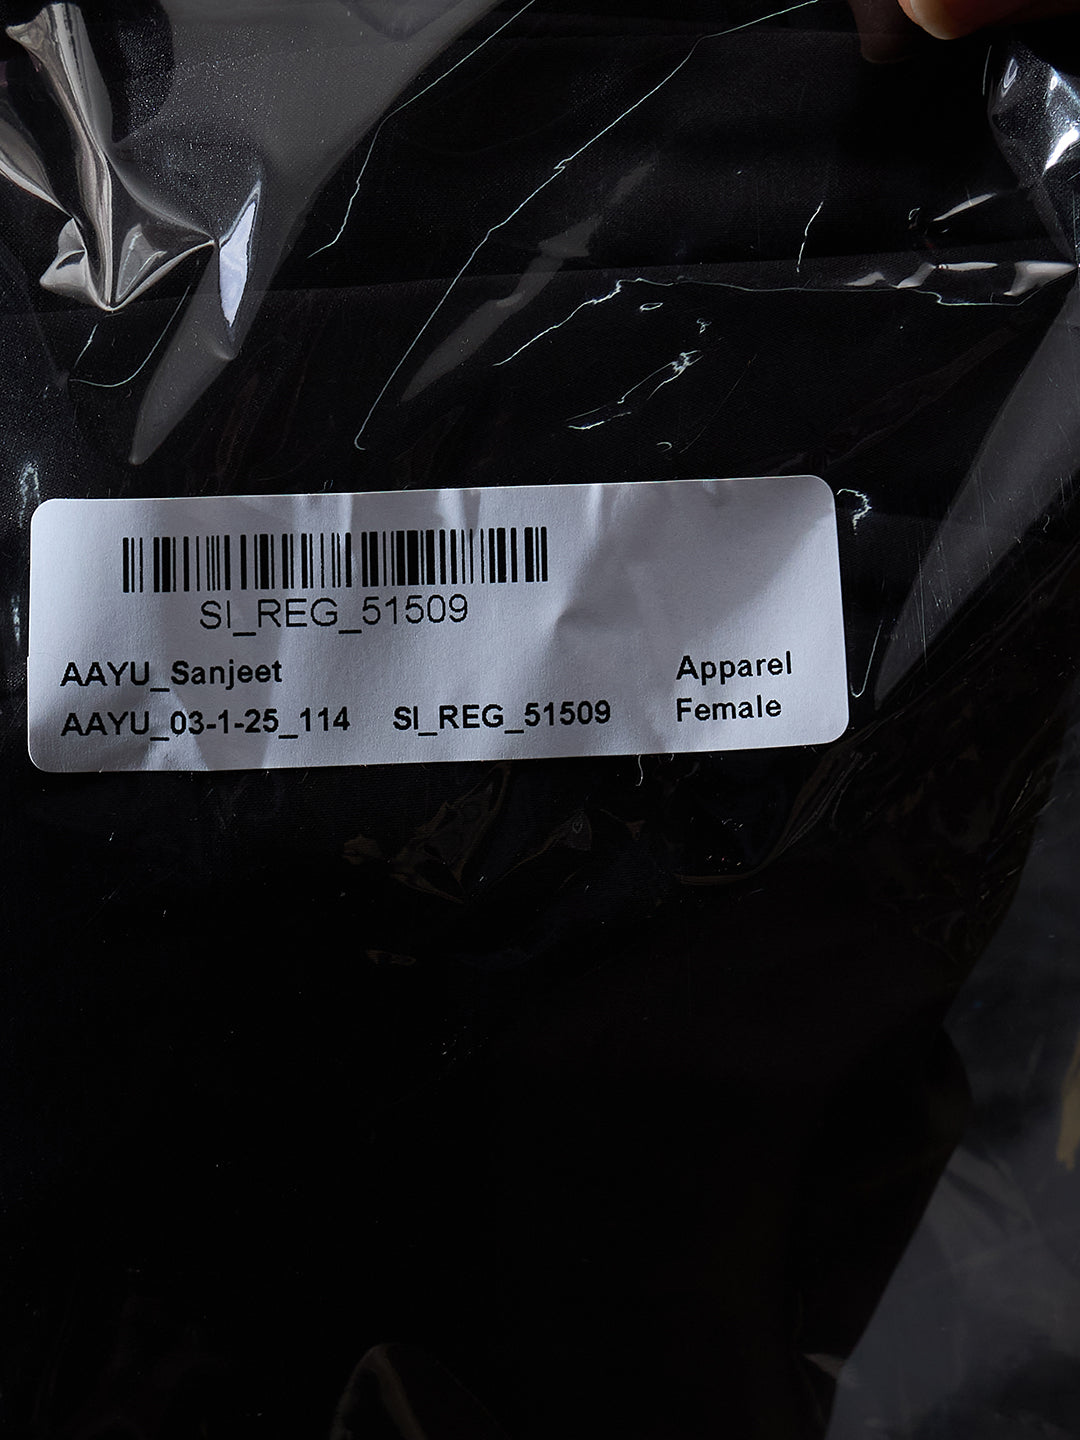 SI_REG_51509
AAYU_Sanjeet Apparel
AAYU_03-1-25_114 SI_REG_51509 Female